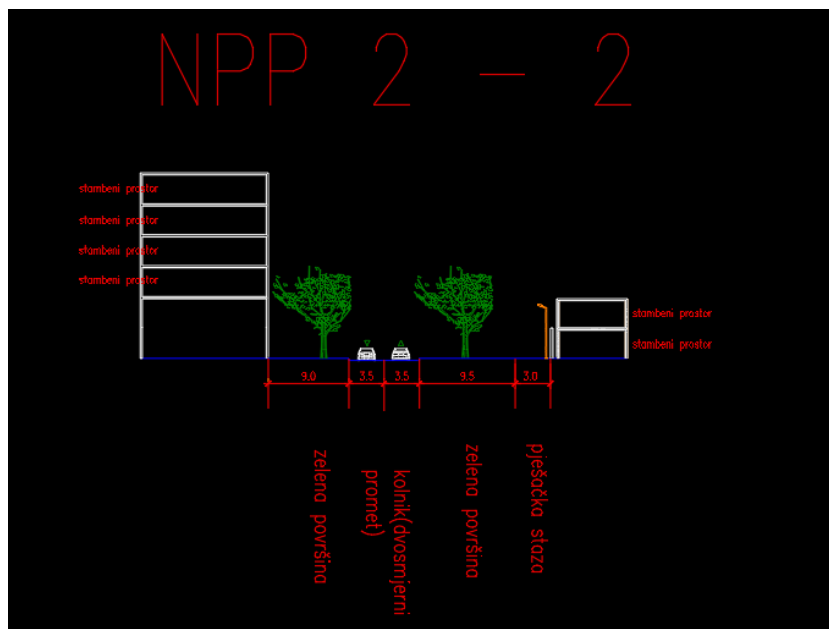 NPP 2 - 2
stambeni prostor
stambeni prostor
stambeni prostor
stambeni prostor
stambeni prostor
stambeni prostor
9.0
3.5
3.5
9.5
3.0
zelena površina
kolnik(dvosmjerni
promet)
zelena površina
pješačka staza